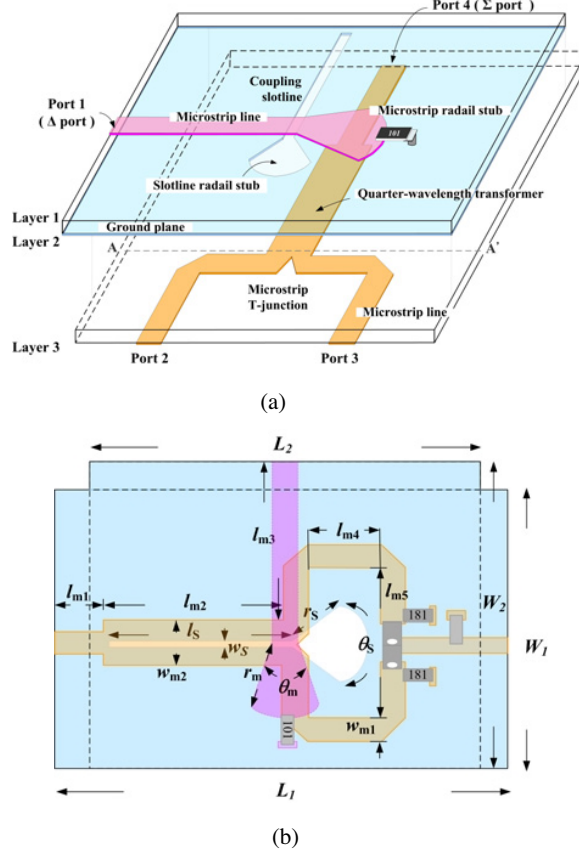 Port 4 ( Σ port )
Coupling
slotline
Port 1
( Δ port )
Microstrip line
Microstrip radail stub
101
Slotline radail stub
Quarter-wavelength transformer
Layer 1
Ground plane
Layer 2
A
A'
Microstrip
T-junction
Microstrip line
Layer 3
Port 2
Port 3
(a)
L2
lm3
lm4
lm1
lm2
lm5
rS
lS
wS
θS
181
W2
W1
wm2
rm
θm
181
101
wm1
L1
(b)